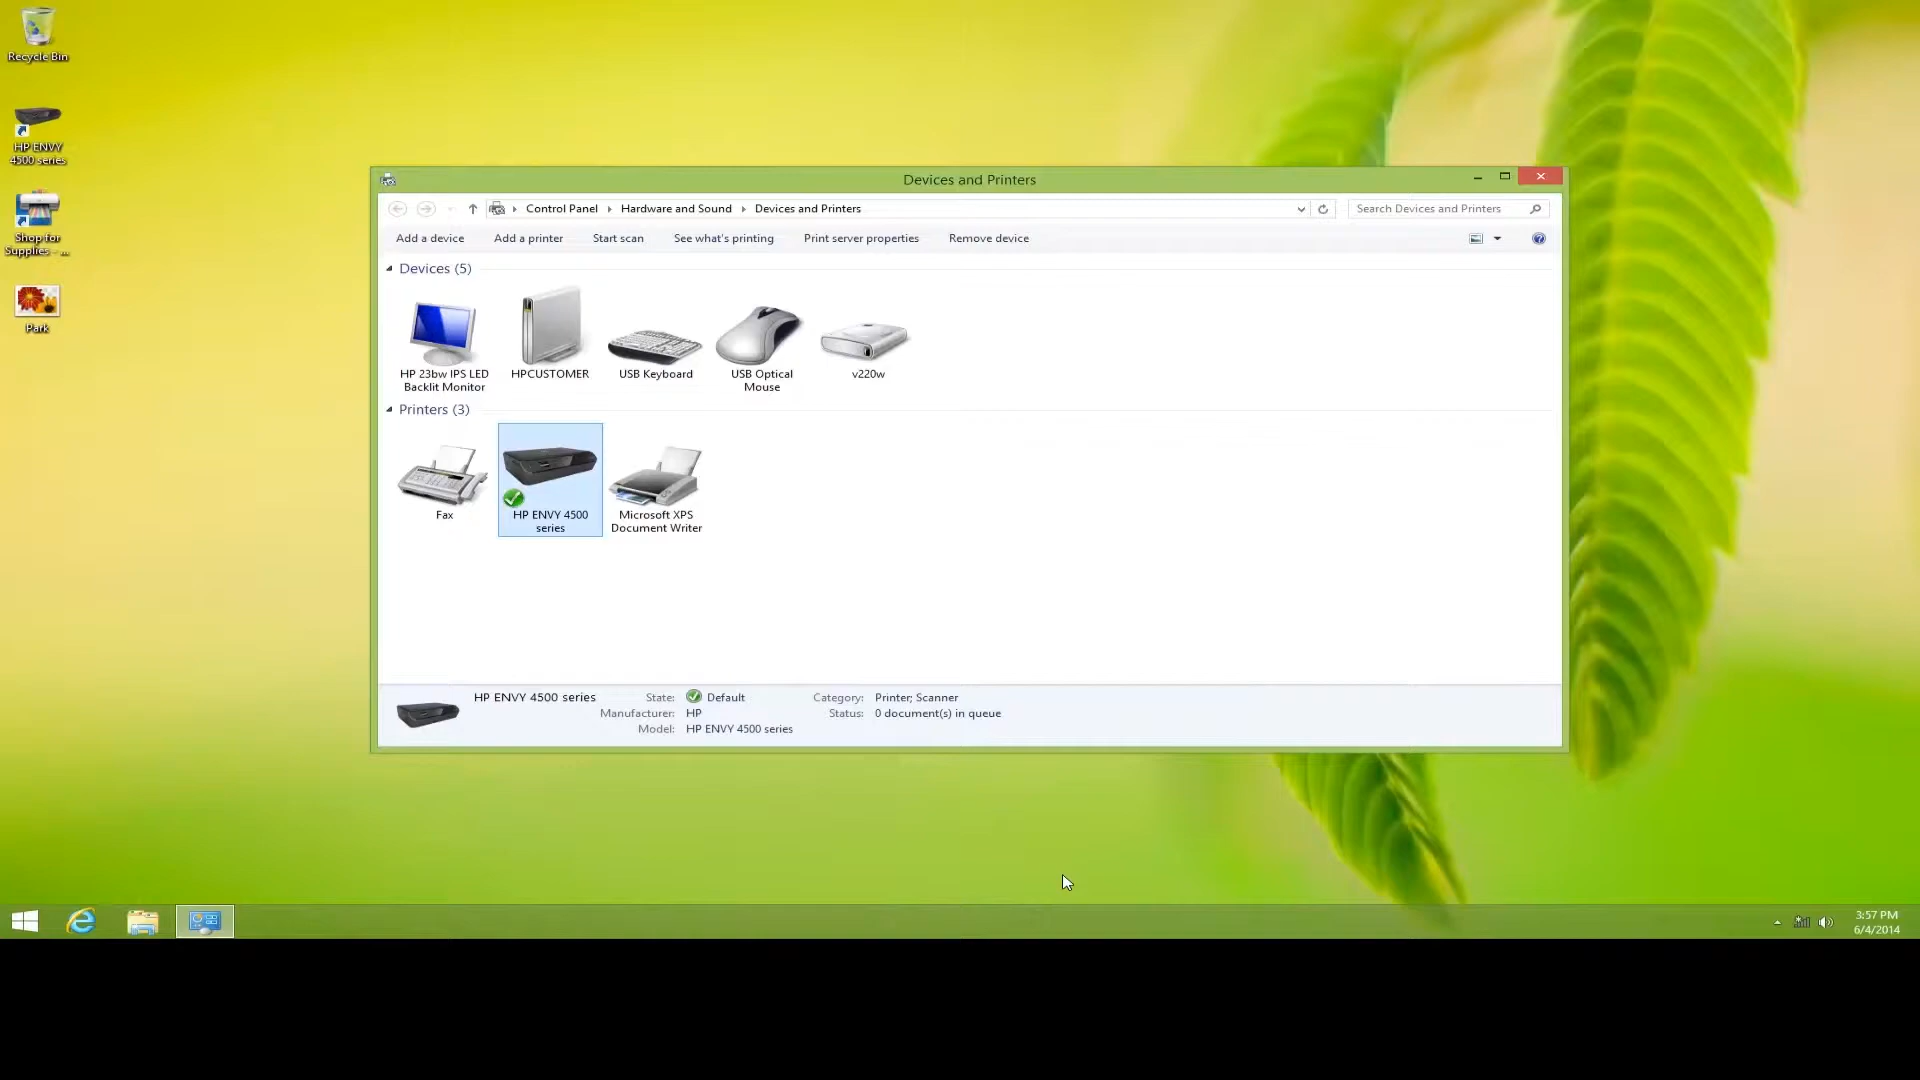 Recycle Bin
HP ENVY
4500 series
Shop for
Supplies - ...
Park
Devices and Printers
Control Panel
Hardware and Sound
Devices and Printers
Search Devices and Printers
Add a device
Add a printer
Start scan
See what's printing
Print server properties
Remove device
Devices (5)
HP 23bw IPS LED
Backlit Monitor
HPCUSTOMER
USB Keyboard
USB Optical
Mouse
v220w
Printers (3)
Fax
HP ENVY 4500
series
Microsoft XPS
Document Writer
HP ENVY 4500 series
State: Default
Category: Printer; Scanner
Manufacturer: HP
Status: 0 document(s) in queue
Model: HP ENVY 4500 series
3:57 PM
6/4/2014